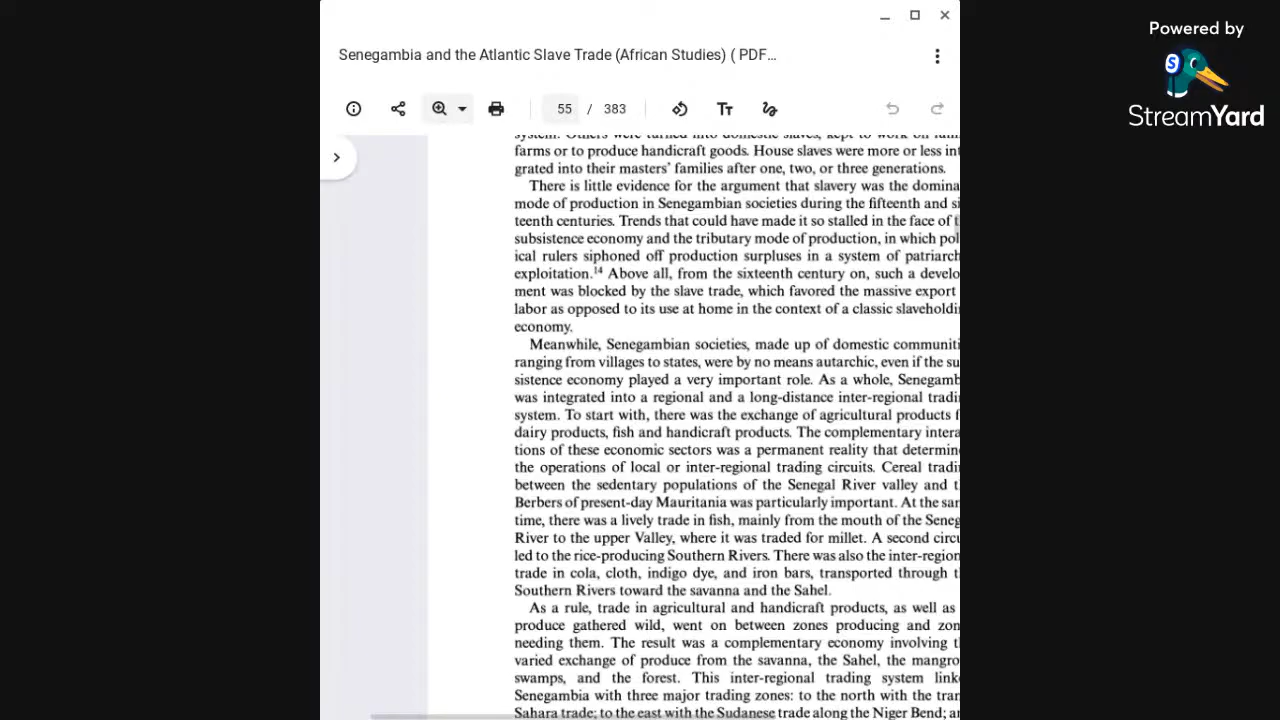 Powered by
S
StreamYard
Senegambia and the Atlantic Slave Trade (African Studies) ( PDF...
55 / 383
Tт
system. Others were turned into domestic slaves, kept to work on
farms or to produce handicraft goods. House slaves were more or less int
grated into their masters' families after one, two, or three generations.
There is little evidence for the argument that slavery was the domina
mode of production in Senegambian societies during the fifteenth and si
teenth centuries. Trends that could have made it so stalled in the face of t
subsistence economy and the tributary mode of production, in which pol
ical rulers siphoned off production surpluses in a system of patriarch
exploitation.14 Above all, from the sixteenth century on, such a develo
ment was blocked by the slave trade, which favored the massive export
labor as opposed to its use at home in the context of a classic slaveholdi
economy.
Meanwhile, Senegambian societies, made up of domestic communiti
ranging from villages to states, were by no means autarchic, even if the su
sistence economy played a very important role. As a whole, Senegamb
was integrated into a regional and a long-distance inter-regional tradi
system. To start with, there was the exchange of agricultural products f
dairy products, fish and handicraft products. The complementary intera
tions of these economic sectors was a permanent reality that determine
the operations of local or inter-regional trading circuits. Cereal tradi
between the sedentary populations of the Senegal River valley and t
Berbers of present-day Mauritania was particularly important. At the sam
time, there was a lively trade in fish, mainly from the mouth of the Seneg
River to the upper Valley, where it was traded for millet. A second circu
led to the rice-producing Southern Rivers. There was also the inter-region
trade in cola, cloth, indigo dye, and iron bars, transported through t
Southern Rivers toward the savanna and the Sahel.
As a rule, trade in agricultural and handicraft products, as well as
produce gathered wild, went on between zones producing and zon
needing them. The result was a complementary economy involving t
varied exchange of produce from the savanna, the Sahel, the mangro
swamps, and the forest. This inter-regional trading system link
Senegambia with three major trading zones: to the north with the tran
Sahara trade; to the east with the Sudanese trade along the Niger Bend; an